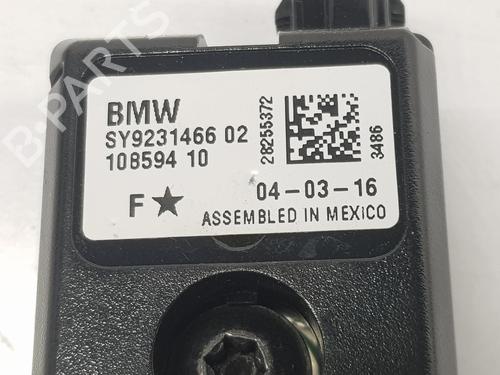 BMW
SY9231466 02
108594 10
F★
28255372
3486
04-03-16
ASSEMBLED IN MEXICO
B-PARTS